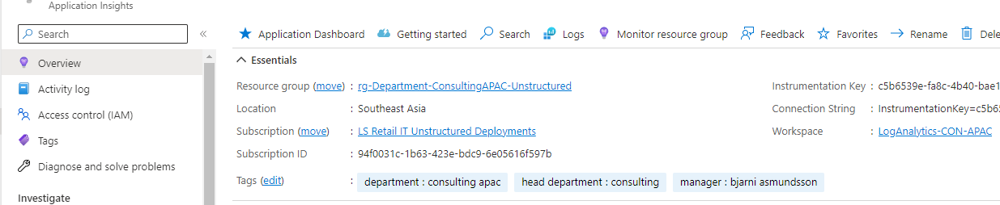 Application Insights
Search
«
Application Dashboard Getting started Search Logs Monitor resource group Feedback Favorites Rename
Overview
Activity log
Access control (IAM)
Tags
Diagnose and solve problems
Investigate
Essentials
Resource group (move) : rg-Department-ConsultingAPAC-Unstructured
Location : Southeast Asia
Subscription (move) : LS Retail IT Unstructured Deployments
Subscription ID : 94f0031c-1b63-423e-bdc9-6e05616f597b
Tags (edit) : department : consulting apac head department : consulting manager : bjarni asmundsson
Instrumentation Key : c5b6539e-fa8c-4b40-bae1
Connection String : InstrumentationKey=c5b65
Workspace : LogAnalytics-CON-APAC